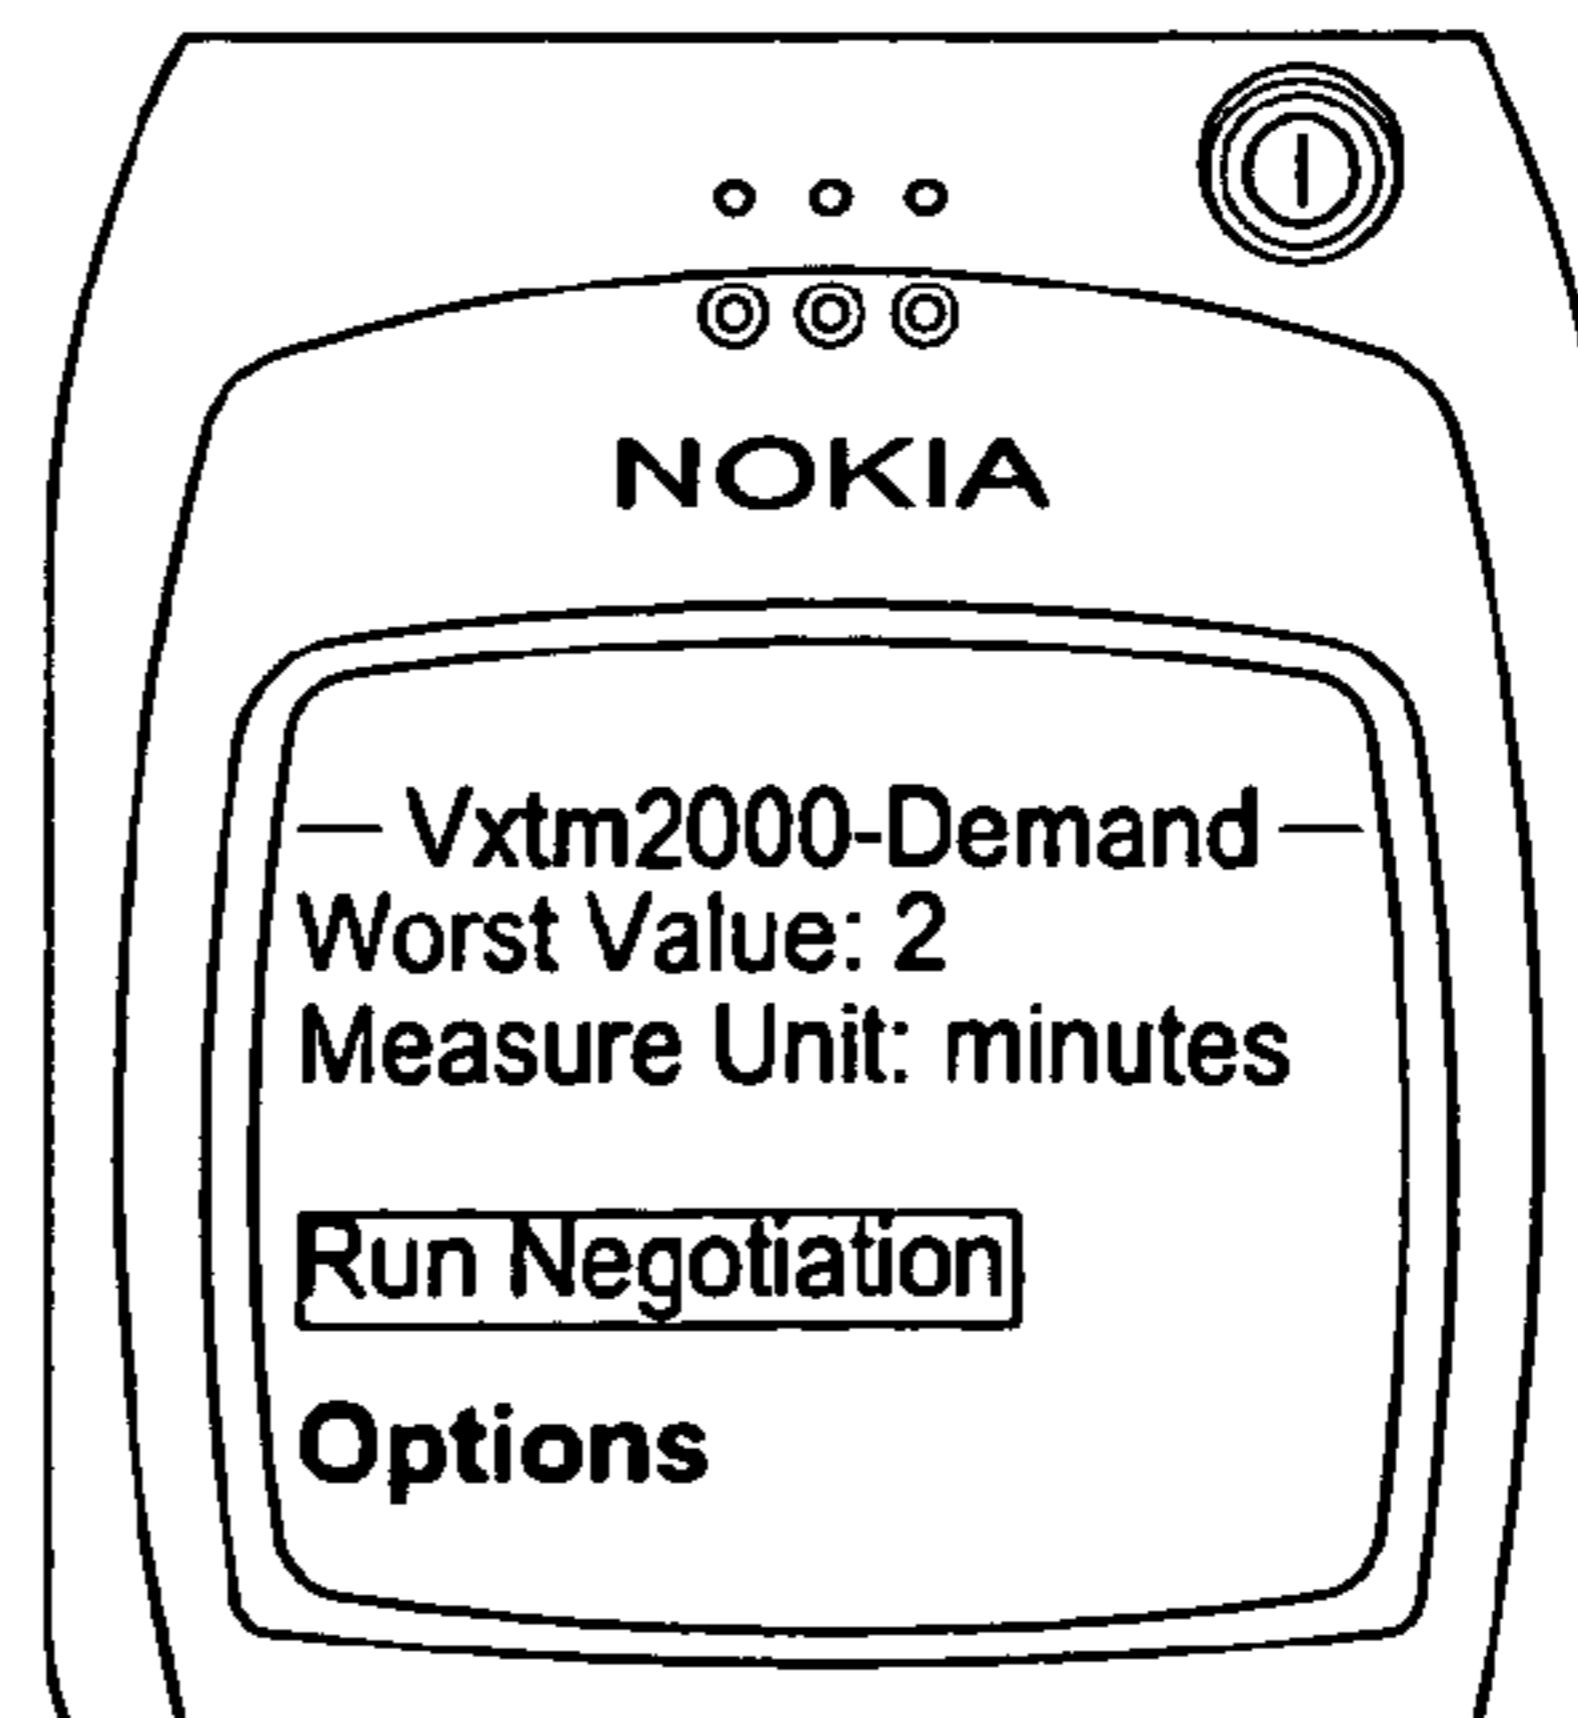 NOKIA
Vxtm2000-Demand
Worst Value: 2
Measure Unit: minutes
Run Negotiation
Options